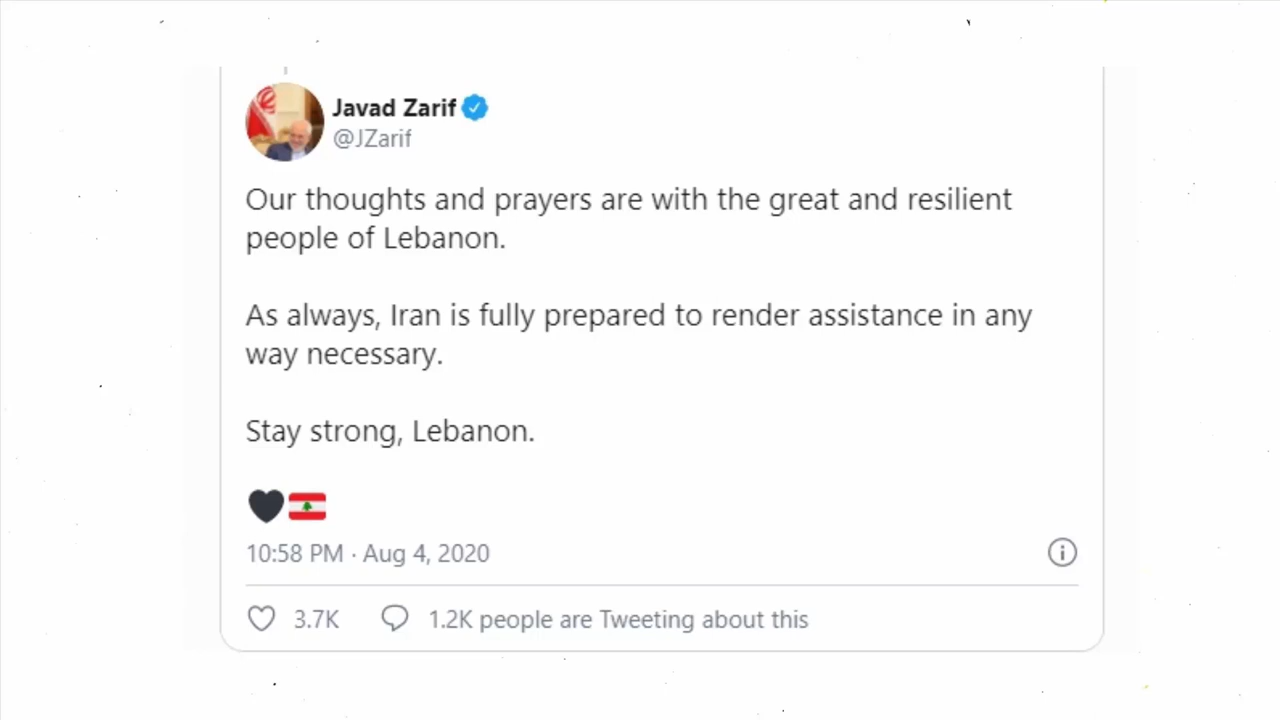 Javad Zarif
@JZarif
Our thoughts and prayers are with the great and resilient
people of Lebanon.
As always, Iran is fully prepared to render assistance in any
way necessary.
Stay strong, Lebanon.
🖤🇱🇧
10:58 PM · Aug 4, 2020
3.7K 1.2K people are Tweeting about this